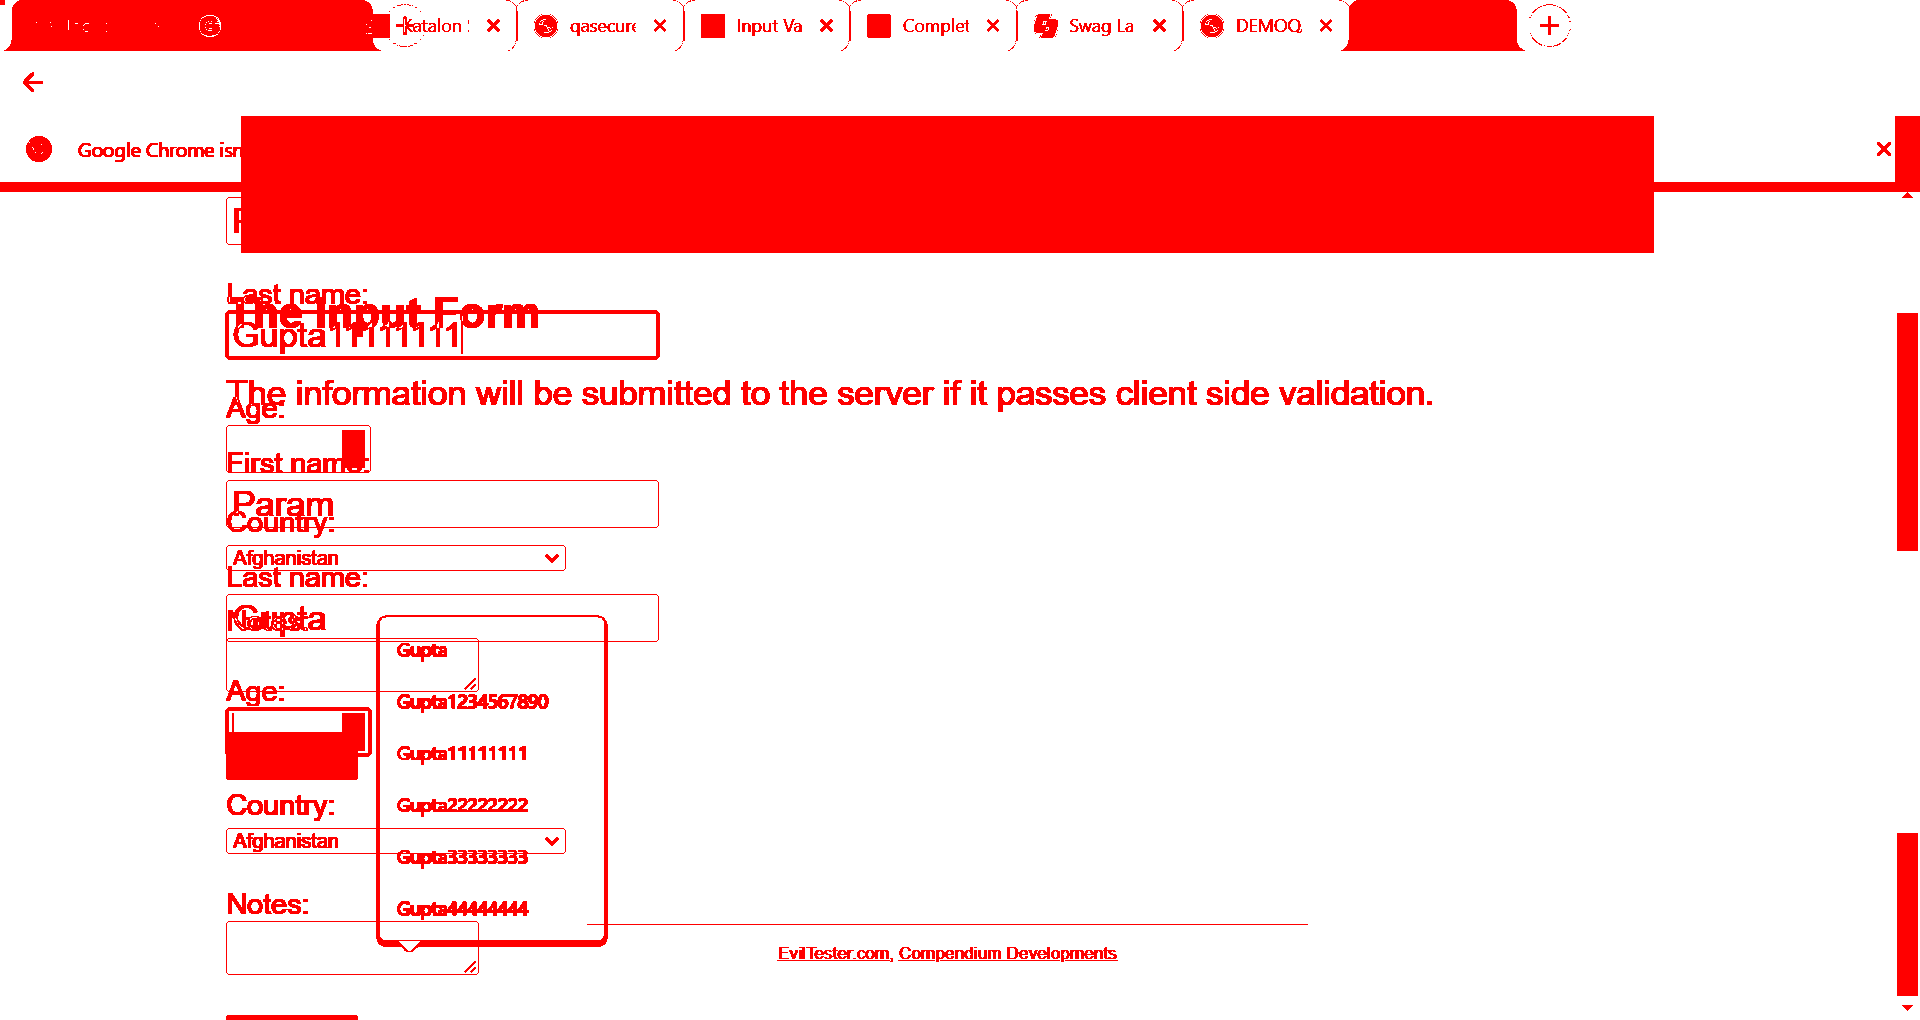 Katalon qasecure Input Va Complet Swag La DEMOQ
Google Chrome isn
Last name:
The Input Form
Gupta11111111
The information will be submitted to the server if it passes client side validation.
Age:
First name:
Param
Country:
Afghanistan
Last name:
Gupta
Notes:
Gupta
Gupta1234567890
Gupta11111111
Gupta22222222
Gupta33333333
Gupta44444444
Age:
Country:
Afghanistan
Notes:
EvilTester.com, Compendium Developments